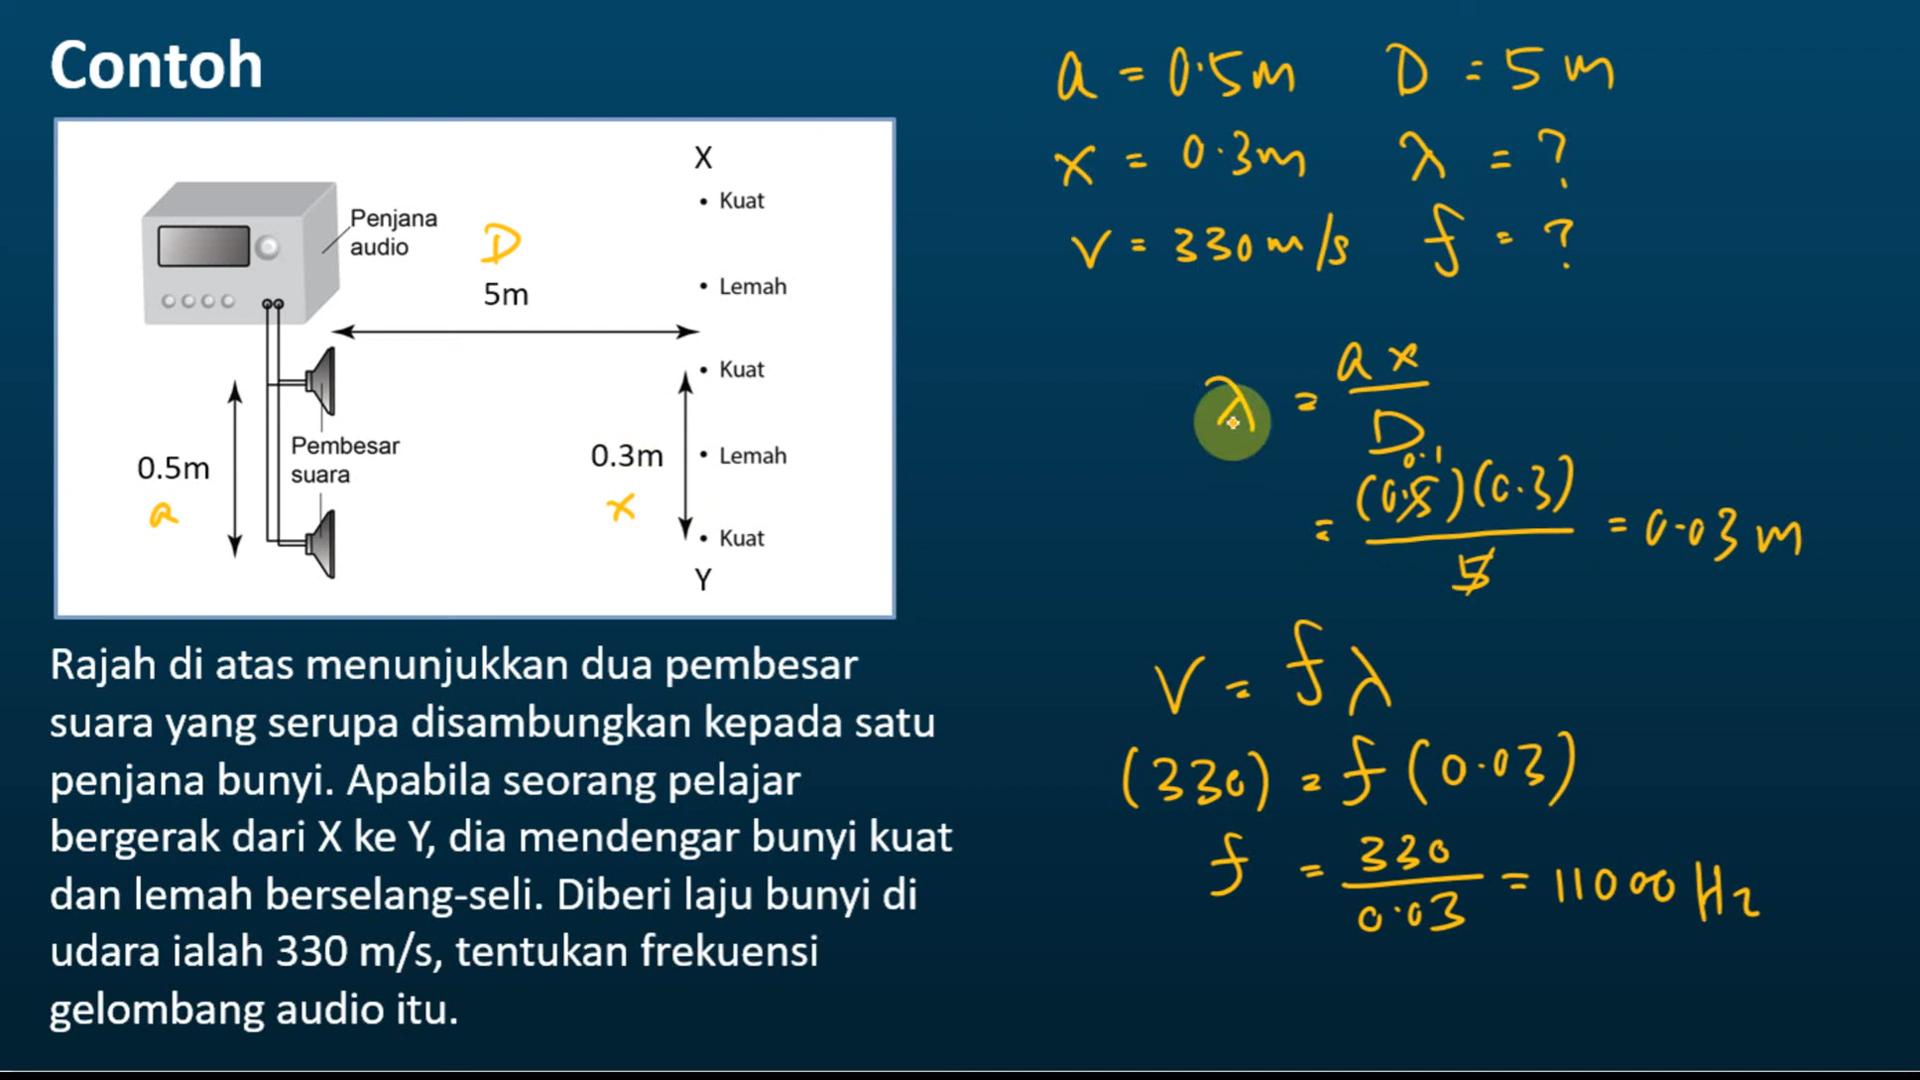 Contoh
X
• Kuat
Penjana
audio
D
5m
• Lemah
• Kuat
Pembesar
suara
0.5m
a
0.3m
x
• Lemah
• Kuat
Y
Rajah di atas menunjukkan dua pembesar
suara yang serupa disambungkan kepada satu
penjana bunyi. Apabila seorang pelajar
bergerak dari X ke Y, dia mendengar bunyi kuat
dan lemah berselang-seli. Diberi laju bunyi di
udara ialah 330 m/s, tentukan frekuensi
gelombang audio itu.
a = 0.5m D = 5m
x = 0.3m λ = ?
v = 330m/s f = ?
λ = ax
D
0.1
= (0.5)(0.3) = 0.03m
5
v = fλ
(330) = f(0.03)
f = 330 = 11000 Hz
0.03